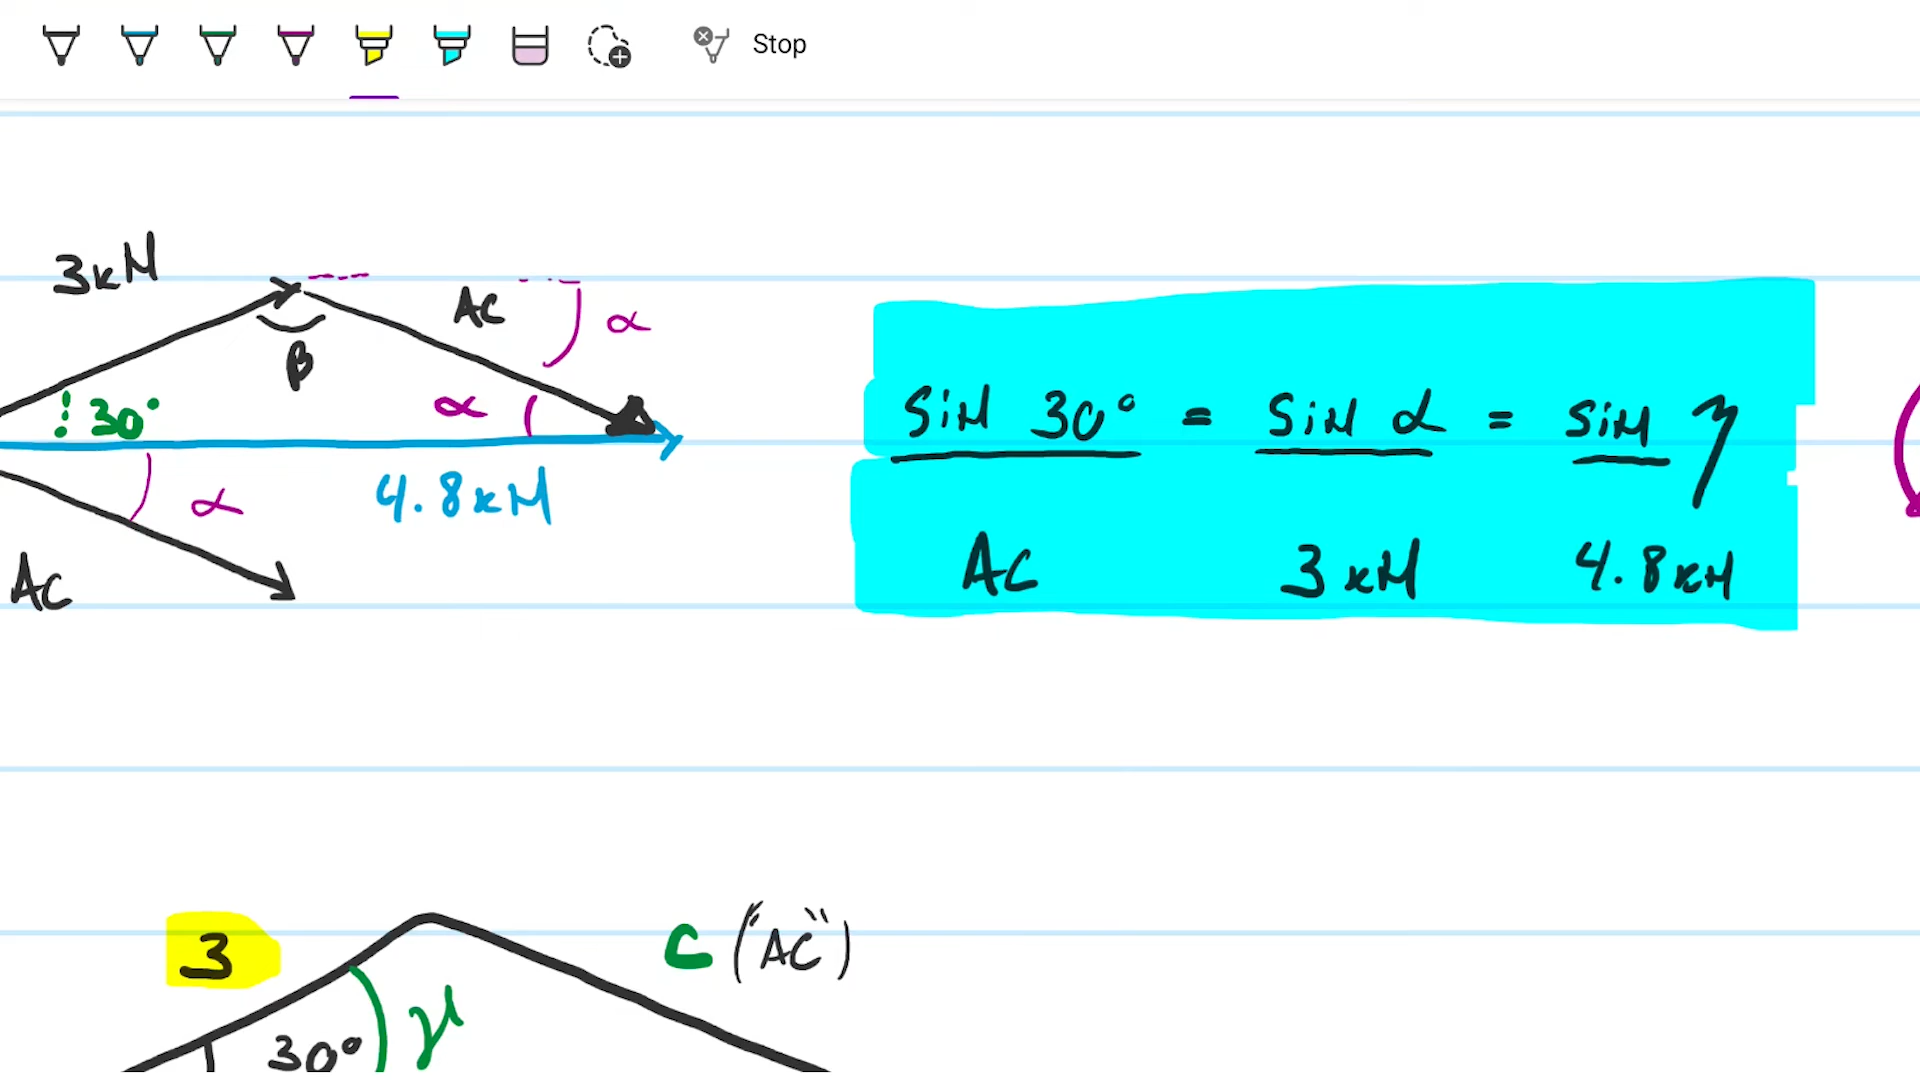 Stop
3kN
AC
α
β
30°
α
α
4.8kN
AC
sin 30° = sin α = sin
AC 3kN 4.8kN
3
C ("AC")
30°